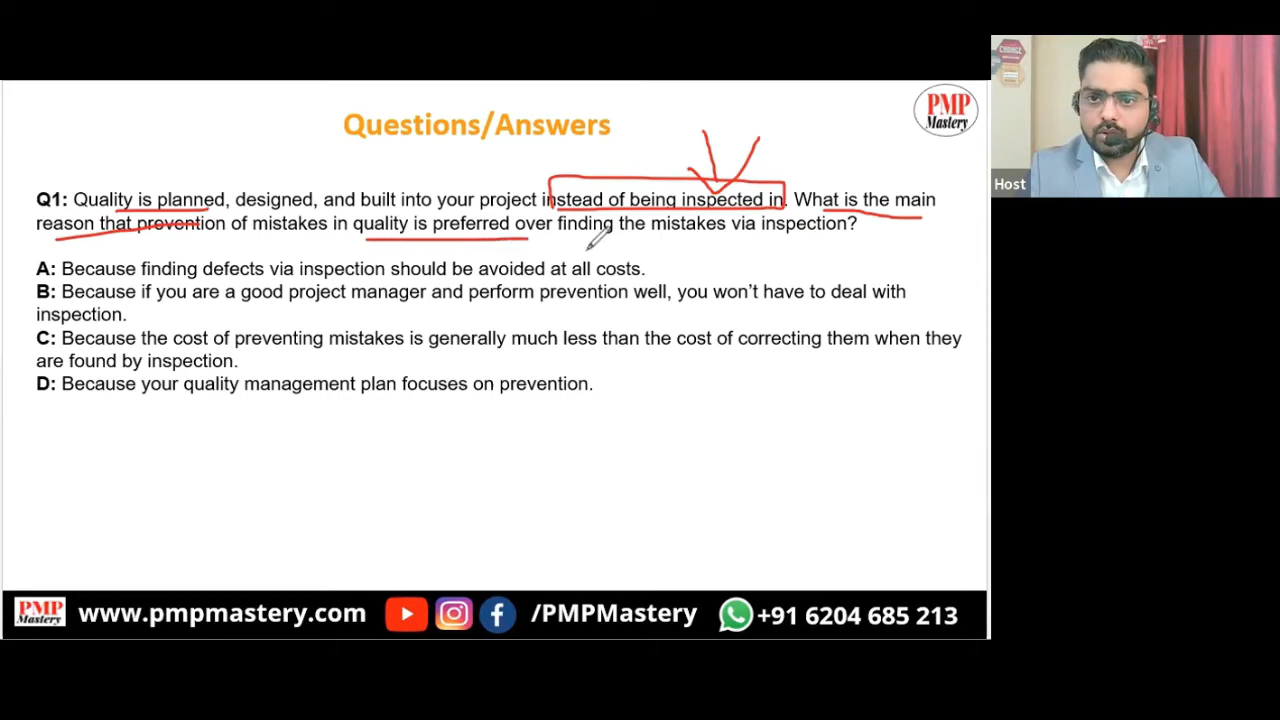 CHANGE
Questions/Answers
PMP
Mastery
Host
Q1: Quality is planned, designed, and built into your project instead of being inspected in. What is the main
reason that prevention of mistakes in quality is preferred over finding the mistakes via inspection?
A: Because finding defects via inspection should be avoided at all costs.
B: Because if you are a good project manager and perform prevention well, you won’t have to deal with
inspection.
C: Because the cost of preventing mistakes is generally much less than the cost of correcting them when they
are found by inspection.
D: Because your quality management plan focuses on prevention.
PMP
Mastery
www.pmpmastery.com
/PMPMastery
+91 6204 685 213